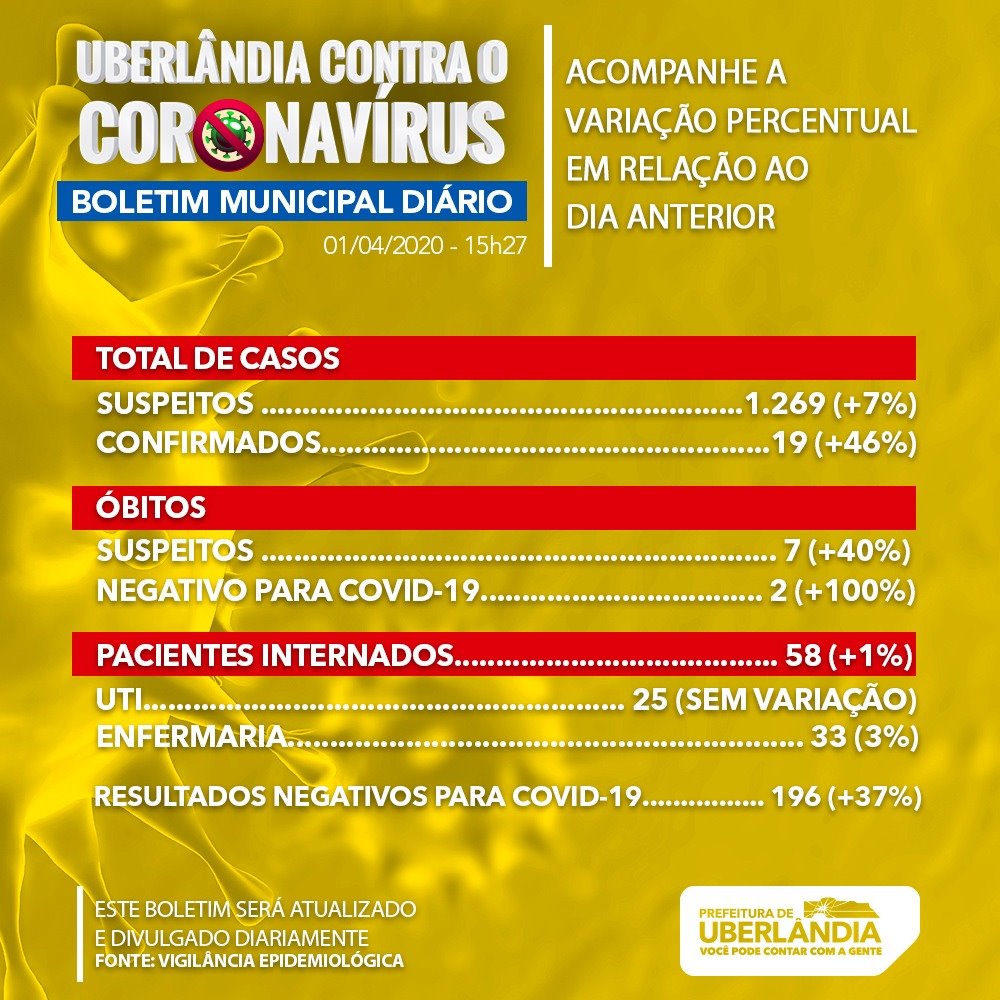 UBERLÂNDIA CONTRA O
CORONAVÍRUS
BOLETIM MUNICIPAL DIÁRIO
01/04/2020 - 15h27
ACOMPANHE A
VARIAÇÃO PERCENTUAL
EM RELAÇÃO AO
DIA ANTERIOR
TOTAL DE CASOS
SUSPEITOS ........................................................................1.269 (+7%)
CONFIRMADOS...................................................................19 (+46%)
ÓBITOS
SUSPEITOS ............................................................................. 7 (+40%)
NEGATIVO PARA COVID-19.......................................... 2 (+100%)
PACIENTES INTERNADOS............................................... 58 (+1%)
UTI........................................................................ 25 (SEM VARIAÇÃO)
ENFERMARIA............................................................................. 33 (3%)
RESULTADOS NEGATIVOS PARA COVID-19................. 196 (+37%)
ESTE BOLETIM SERÁ ATUALIZADO
E DIVULGADO DIARIAMENTE
FONTE: VIGILÂNCIA EPIDEMIOLÓGICA
PREFEITURA DE
UBERLÂNDIA
VOCÊ PODE CONTAR COM A GENTE